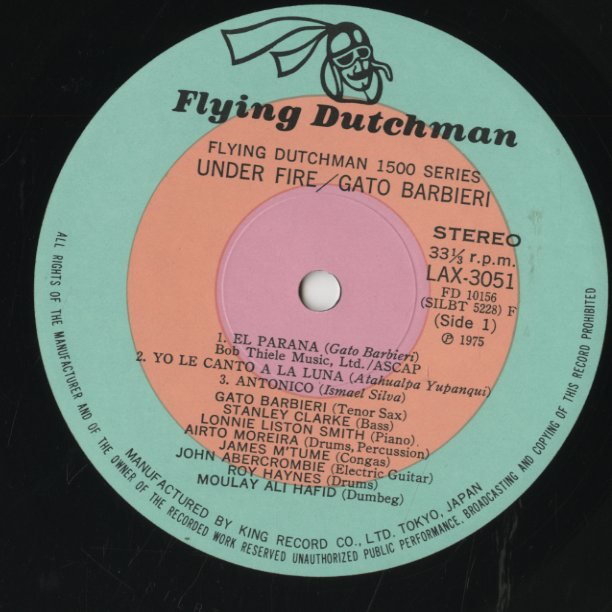 Flying Dutchman
FLYING DUTCHMAN 1500 SERIES
UNDER FIRE/GATO BARBIERI
STEREO
33⅓ r.p.m.
LAX-3051
FD 10156
(SILBT 5228) F
(Side 1)
Ⓟ 1975
1. EL PARANA (Gato Barbieri)
Bob Thiele Music, Ltd./ASCAP
2. YO LE CANTO A LA LUNA (Atahualpa Yupanqui)
3. ANTONICO (Ismael Silva)
GATO BARBIERI (Tenor Sax)
STANLEY CLARKE (Bass)
LONNIE LISTON SMITH (Piano)
AIRTO MOREIRA (Drums, Percussion)
JAMES M'TUME (Congas)
JOHN ABERCROMBIE (Electric Guitar)
ROY HAYNES (Drums)
MOULAY ALI HAFID (Dumbeg)
MANUFACTURED BY KING RECORD CO., LTD. TOKYO, JAPAN
ALL RIGHTS OF THE MANUFACTURER AND OF THE OWNER OF THE RECORDED WORK RESERVED UNAUTHORIZED PUBLIC PERFORMANCE, BROADCASTING AND COPYING OF THIS RECORD PROHIBITED